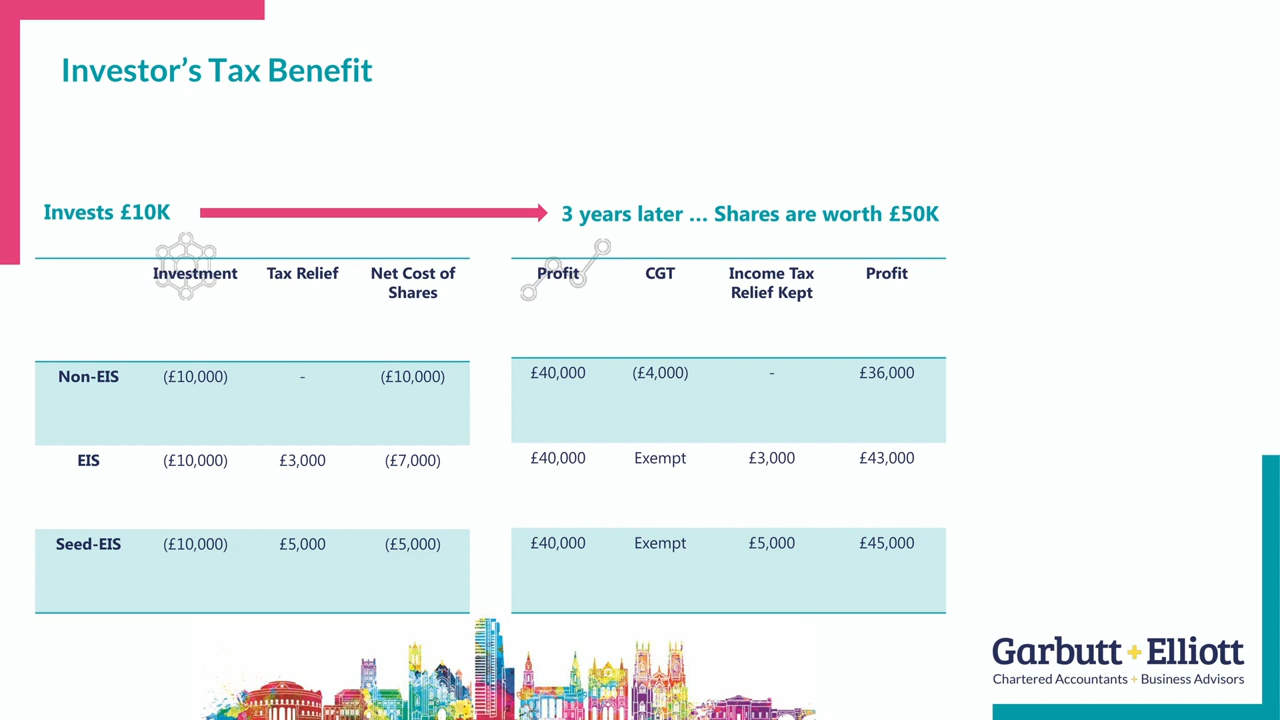 Investor’s Tax Benefit
Invests £10K
3 years later ... Shares are worth £50K
Investment Tax Relief Net Cost of Shares
Non-EIS (£10,000) - (£10,000)
EIS (£10,000) £3,000 (£7,000)
Seed-EIS (£10,000) £5,000 (£5,000)
Profit CGT Income Tax Relief Kept Profit
£40,000 (£4,000) - £36,000
£40,000 Exempt £3,000 £43,000
£40,000 Exempt £5,000 £45,000
Garbutt + Elliott
Chartered Accountants + Business Advisors